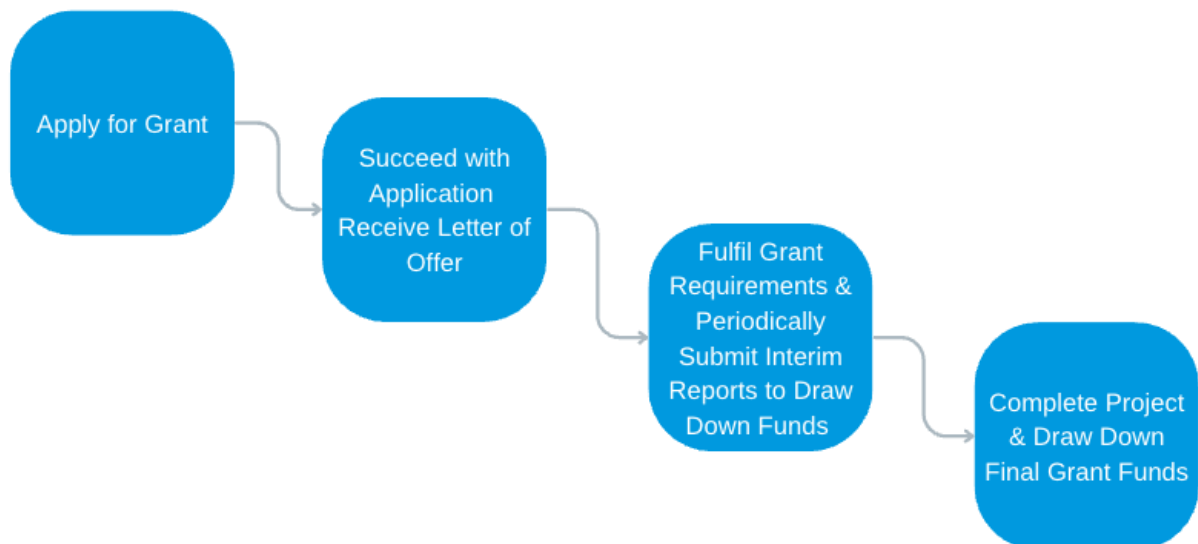 Apply for Grant
Succeed with
Application
Receive Letter of
Offer
Fulfil Grant
Requirements &
Periodically
Submit Interim
Reports to Draw
Down Funds
Complete Project
& Draw Down
Final Grant Funds